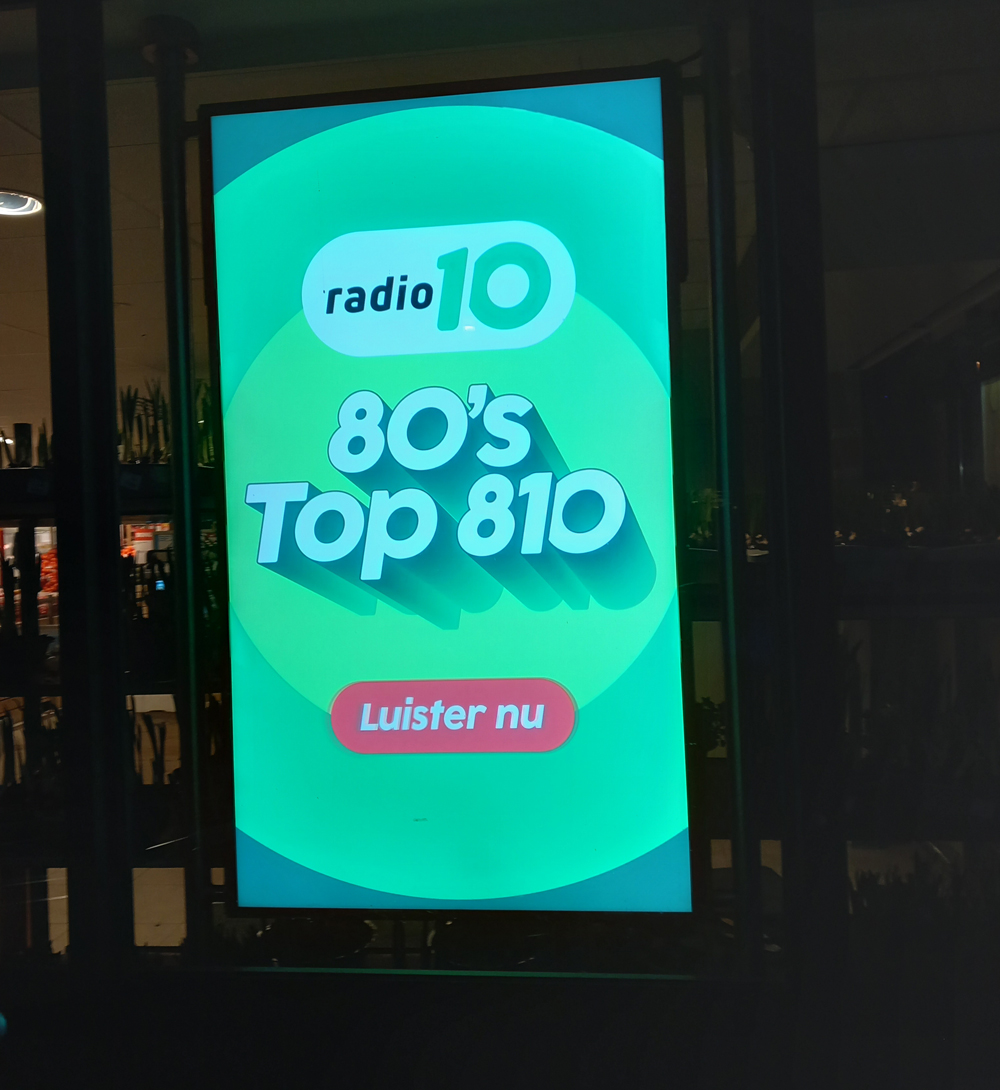 radio 10
80's
Top 810
Luister nu